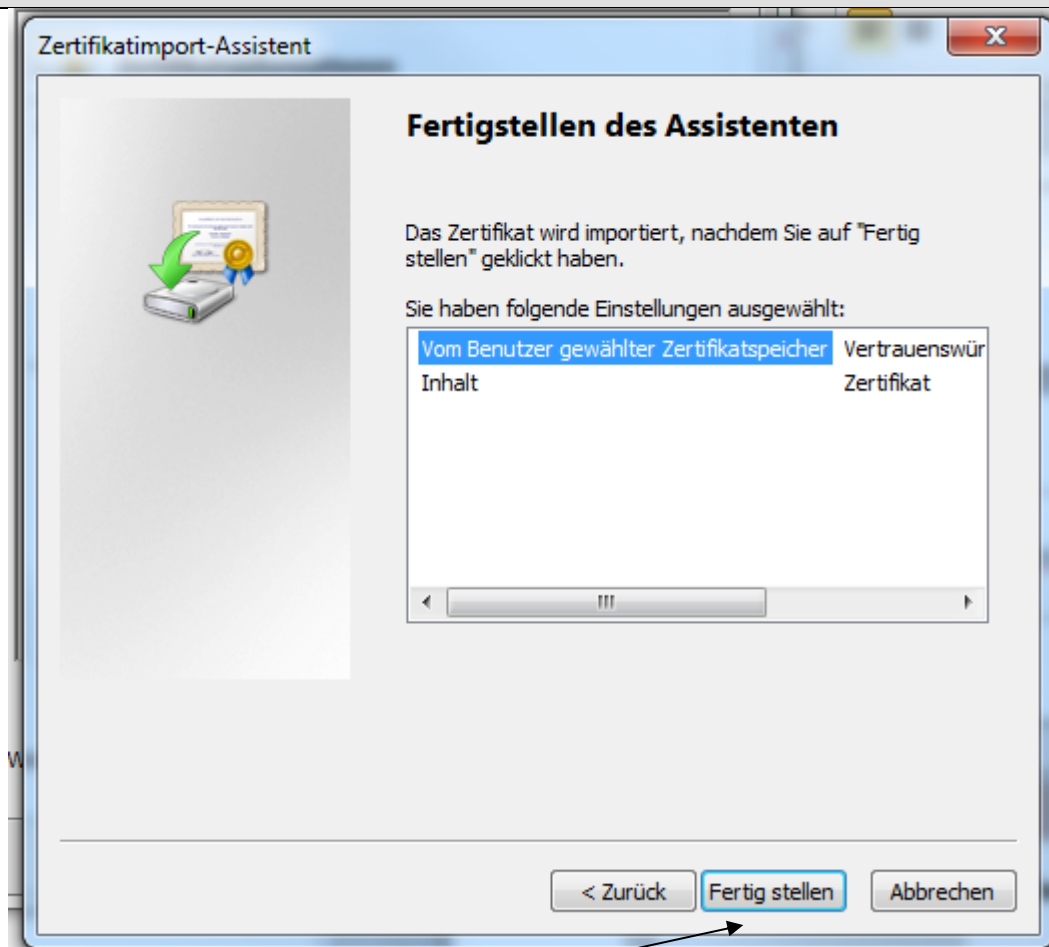 Zertifikatimport-Assistent
Fertigstellen des Assistenten
Das Zertifikat wird importiert, nachdem Sie auf "Fertig
stellen" geklickt haben.
Sie haben folgende Einstellungen ausgewählt:
Vom Benutzer gewählter Zertifikatspeicher Vertrauenswür
Inhalt Zertifikat
< Zurück Fertig stellen Abbrechen